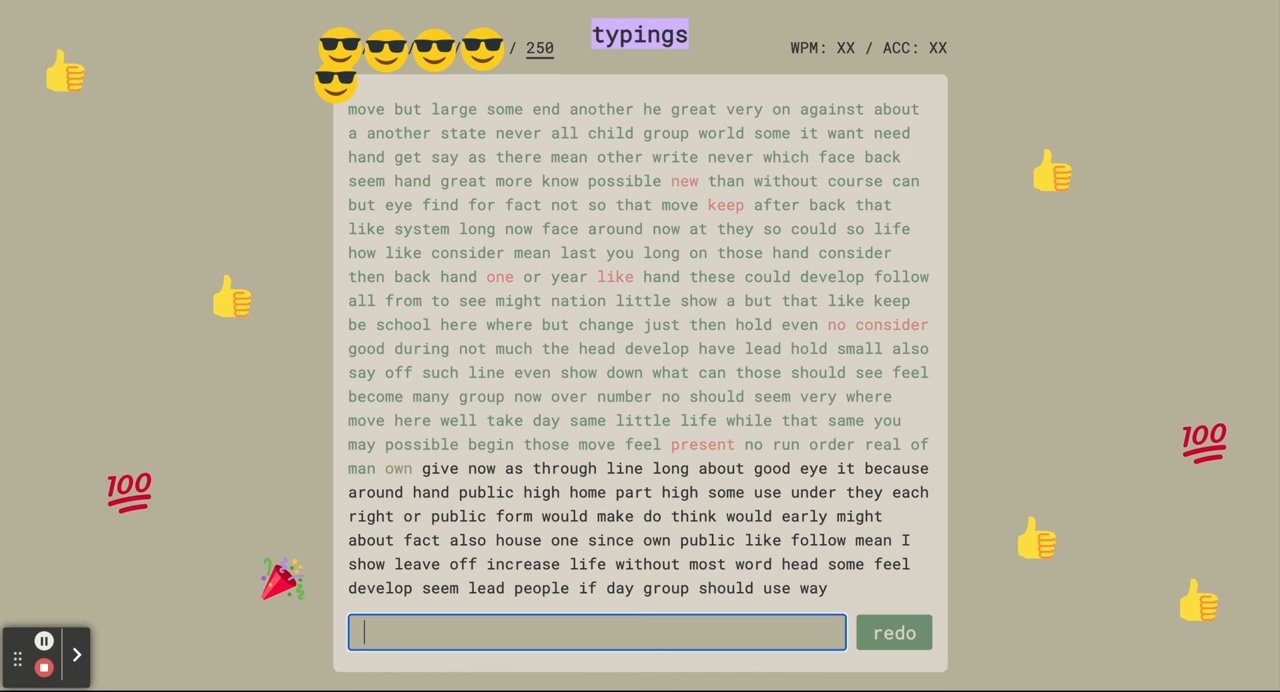 typings
/ 250
WPM: XX / ACC: XX
move but large some end another he great very on against about
a another state never all child group world some it want need
hand get say as there mean other write never which face back
seem hand great more know possible new than without course can
but eye find for fact not so that move keep after back that
like system long now face around now at they so could so life
how like consider mean last you long on those hand consider
then back hand one or year like hand these could develop follow
all from to see might nation little show a but that like keep
be school here where but change just then hold even no consider
good during not much the head develop have lead hold small also
say off such line even show down what can those should see feel
become many group now over number no should seem very where
move here well take day same little life while that same you
may possible begin those move feel present no run order real of
man own give now as through line long about good eye it because
around hand public high home part high some use under they each
right or public form would make do think would early might
about fact also house one since own public like follow mean I
show leave off increase life without most word head some feel
develop seem lead people if day group should use way
redo
100
100